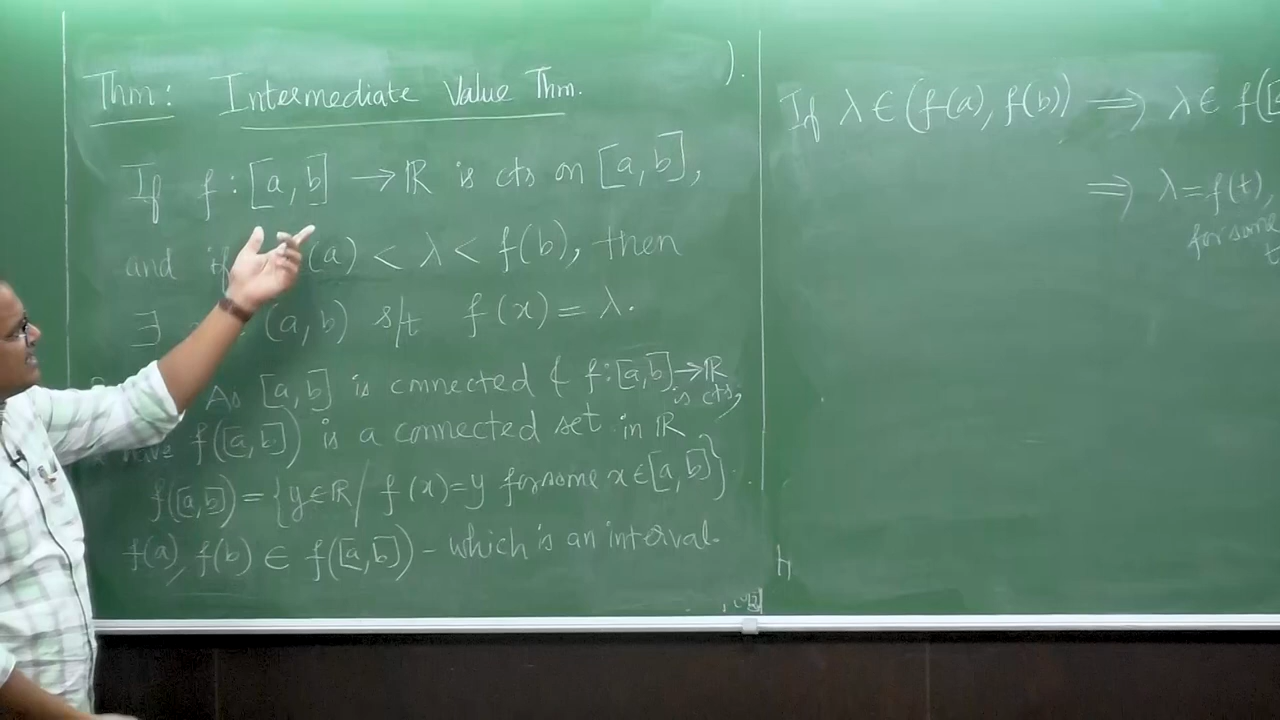 Thm: Intermediate Value Thm.
If f : [a, b] → ℝ is cts on [a, b],
and if (a) < λ < f(b), then
∃ (a, b) s/t f(x) = λ.
As [a, b] is connected & f : [a, b] → ℝ
is cts,
have f([a, b]) is a connected set in ℝ
f([a, b]) = {y ∈ ℝ / f(x) = y for some x ∈ [a, b]}.
f(a), f(b) ∈ f([a, b]) – which is an interval.
).
If λ ∈ (f(a), f(b)) ⟹ λ ∈ f([
⟹ λ = f(t),
for some
t